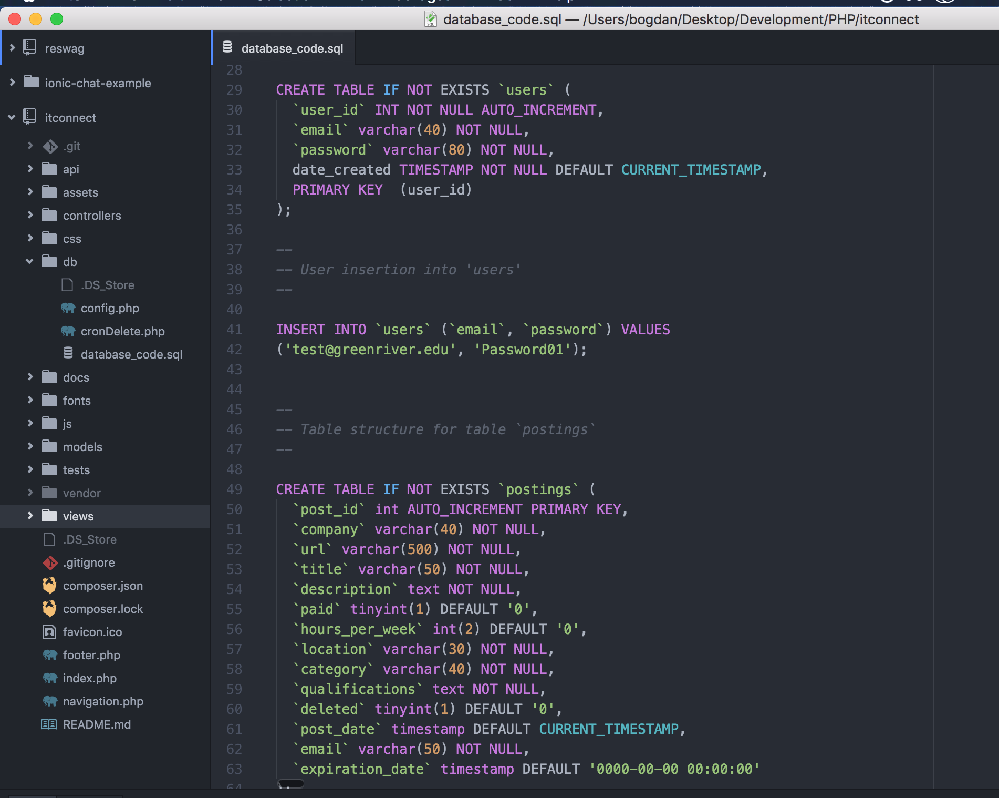 database_code.sql — /Users/bogdan/Desktop/Development/PHP/itconnect
reswag
ionic-chat-example
itconnect
.git
api
assets
controllers
css
db
.DS_Store
config.php
cronDelete.php
database_code.sql
docs
fonts
js
models
tests
vendor
views
.DS_Store
.gitignore
composer.json
composer.lock
favicon.ico
footer.php
index.php
navigation.php
README.md
database_code.sql
28
29 CREATE TABLE IF NOT EXISTS `users` (
30 `user_id` INT NOT NULL AUTO_INCREMENT,
31 `email` varchar(40) NOT NULL,
32 `password` varchar(80) NOT NULL,
33 date_created TIMESTAMP NOT NULL DEFAULT CURRENT_TIMESTAMP,
34 PRIMARY KEY  (user_id)
35 );
36
37 --
38 -- User insertion into 'users'
39 --
40
41 INSERT INTO `users` (`email`, `password`) VALUES
42 ('test@greenriver.edu', 'Password01');
43
44
45 --
46 -- Table structure for table `postings`
47 --
48
49 CREATE TABLE IF NOT EXISTS `postings` (
50 `post_id` int AUTO_INCREMENT PRIMARY KEY,
51 `company` varchar(40) NOT NULL,
52 `url` varchar(500) NOT NULL,
53 `title` varchar(50) NOT NULL,
54 `description` text NOT NULL,
55 `paid` tinyint(1) DEFAULT '0',
56 `hours_per_week` int(2) DEFAULT '0',
57 `location` varchar(30) NOT NULL,
58 `category` varchar(40) NOT NULL,
59 `qualifications` text NOT NULL,
60 `deleted` tinyint(1) DEFAULT '0',
61 `post_date` timestamp DEFAULT CURRENT_TIMESTAMP,
62 `email` varchar(50) NOT NULL,
63 `expiration_date` timestamp DEFAULT '0000-00-00 00:00:00'
64